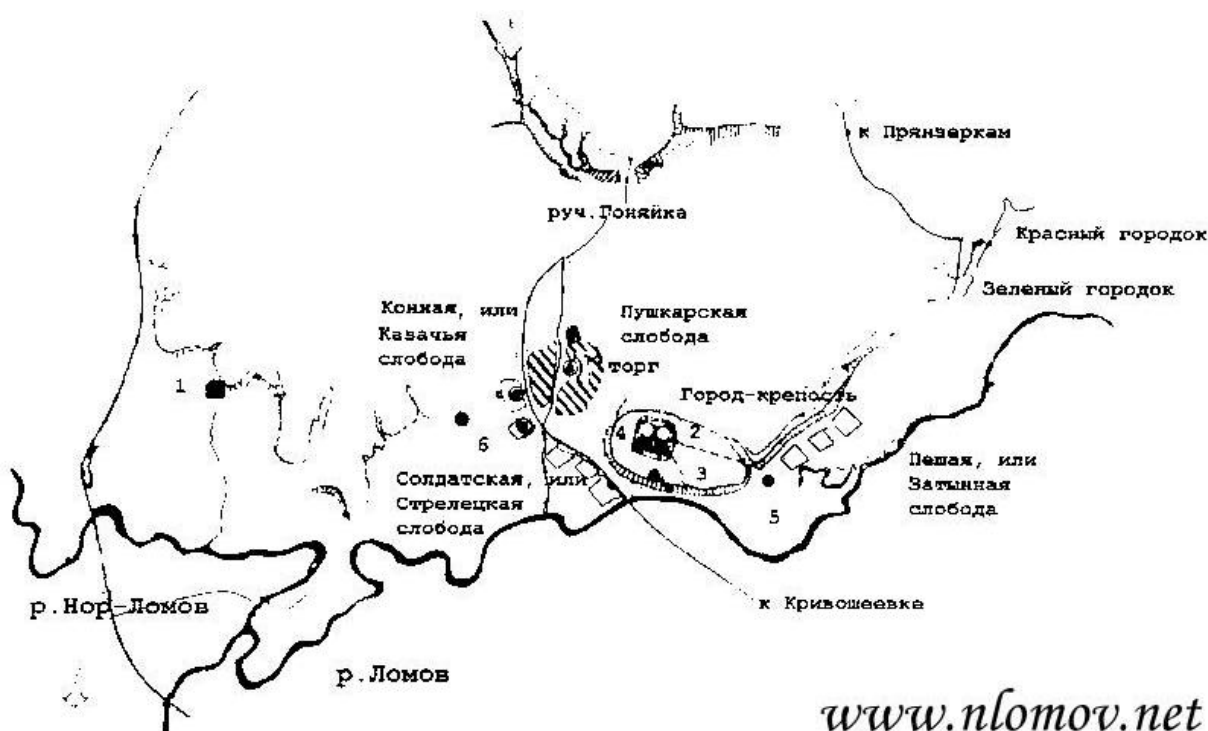 к Прянзеркам
руч.Гоняйка
Красный городок
Зеленый городок
Конная, или
Казачья
слобода
Пушкарская
слобода
торг
1
Город-крепость
4
2
6
3
Солдатская, или
Стрелецкая
слобода
5
Пешая, или
Затынная
слобода
р.Нор-Ломов
к Кривошеевке
р.Ломов
www.nlomov.net